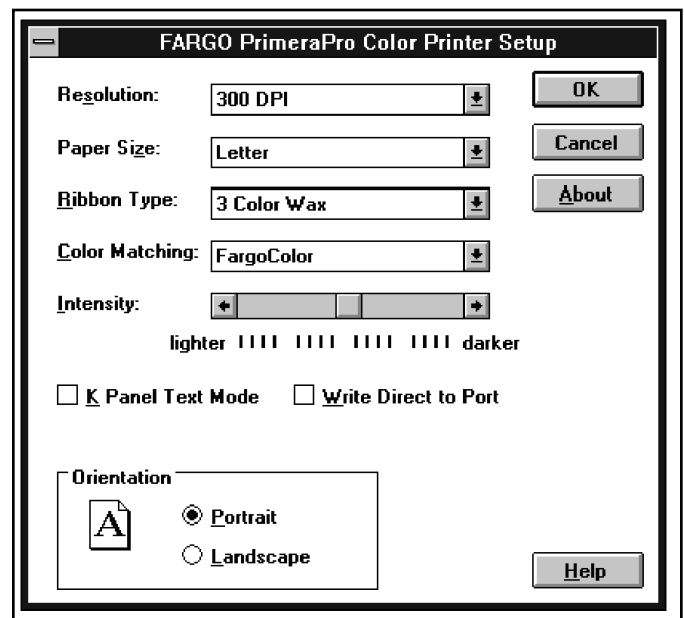 FARGO PrimeraPro Color Printer Setup
Resolution: 300 DPI OK
Paper Size: Letter Cancel
Ribbon Type: 3 Color Wax About
Color Matching: FargoColor
Intensity:
lighter darker
K Panel Text Mode Write Direct to Port
Orientation
A
Portrait
Landscape
Help